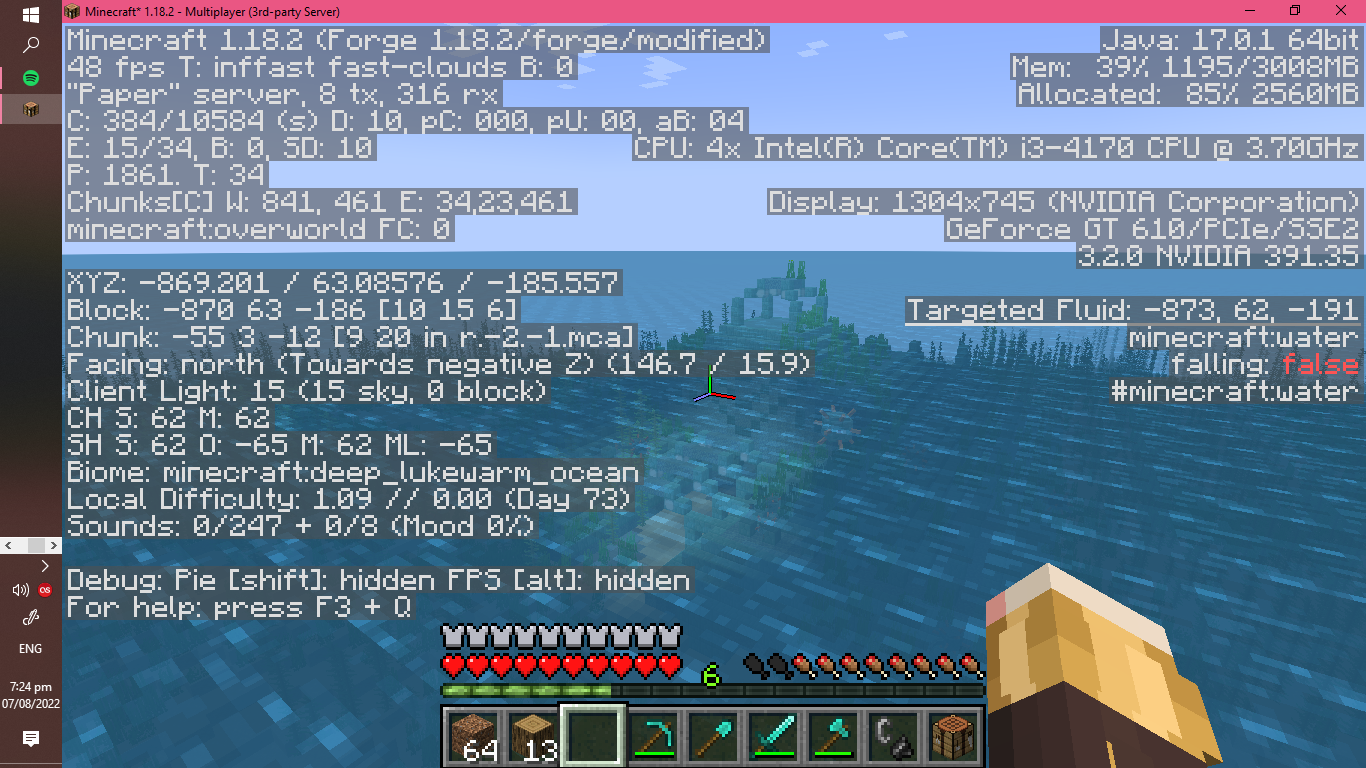 Minecraft* 1.18.2 - Multiplayer (3rd-party Server)
Minecraft 1.18.2 (Forge 1.18.2/forge/modified)
48 fps T: inffast fast-clouds B: 0
"Paper" server, 8 tx, 316 rx
C: 384/10584 (s) D: 10, pC: 000, pU: 00, aB: 04
E: 15/34, B: 0, SD: 10
P: 1861. T: 34
Chunks[C] W: 841, 461 E: 34,23,461
minecraft:overworld FC: 0
XYZ: -869.201 / 63.08576 / -185.557
Block: -870 63 -186 [10 15 6]
Chunk: -55 3 -12 [9 20 in r.-2.-1.mca]
Facing: north (Towards negative Z) (146.7 / 15.9)
Client Light: 15 (15 sky, 0 block)
CH S: 62 M: 62
SH S: 62 O: -65 M: 62 ML: -65
Biome: minecraft:deep_lukewarm_ocean
Local Difficulty: 1.09 // 0.00 (Day 73)
Sounds: 0/247 + 0/8 (Mood 0%)
Debug: Pie [shift]: hidden FPS [alt]: hidden
For help: press F3 + Q
Java: 17.0.1 64bit
Mem: 39% 1195/3008MB
Allocated: 85% 2560MB
CPU: 4x Intel(R) Core(TM) i3-4170 CPU @ 3.70GHz
Display: 1304x745 (NVIDIA Corporation)
GeForce GT 610/PCIe/SSE2
3.2.0 NVIDIA 391.35
Targeted Fluid: -873, 62, -191
minecraft:water
falling: false
#minecraft:water
6
64
13
ENG
7:24 pm
07/08/2022